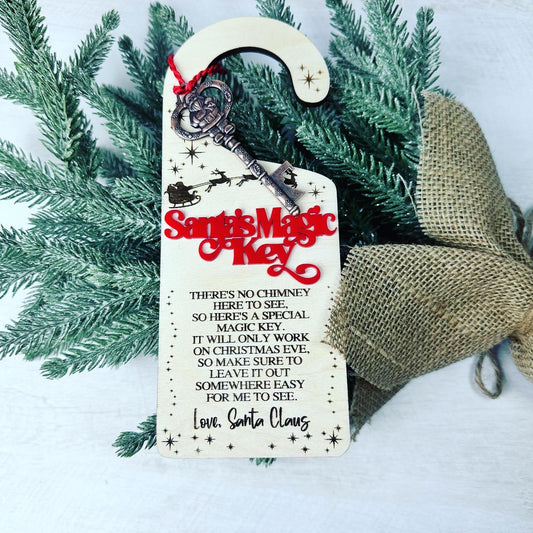 Santa's Magic
Key
THERE'S NO CHIMNEY
HERE TO SEE,
SO HERE'S A SPECIAL
MAGIC KEY.
IT WILL ONLY WORK
ON CHRISTMAS EVE,
SO MAKE SURE TO
LEAVE IT OUT
SOMEWHERE EASY
FOR ME TO SEE.
Love, Santa Claus